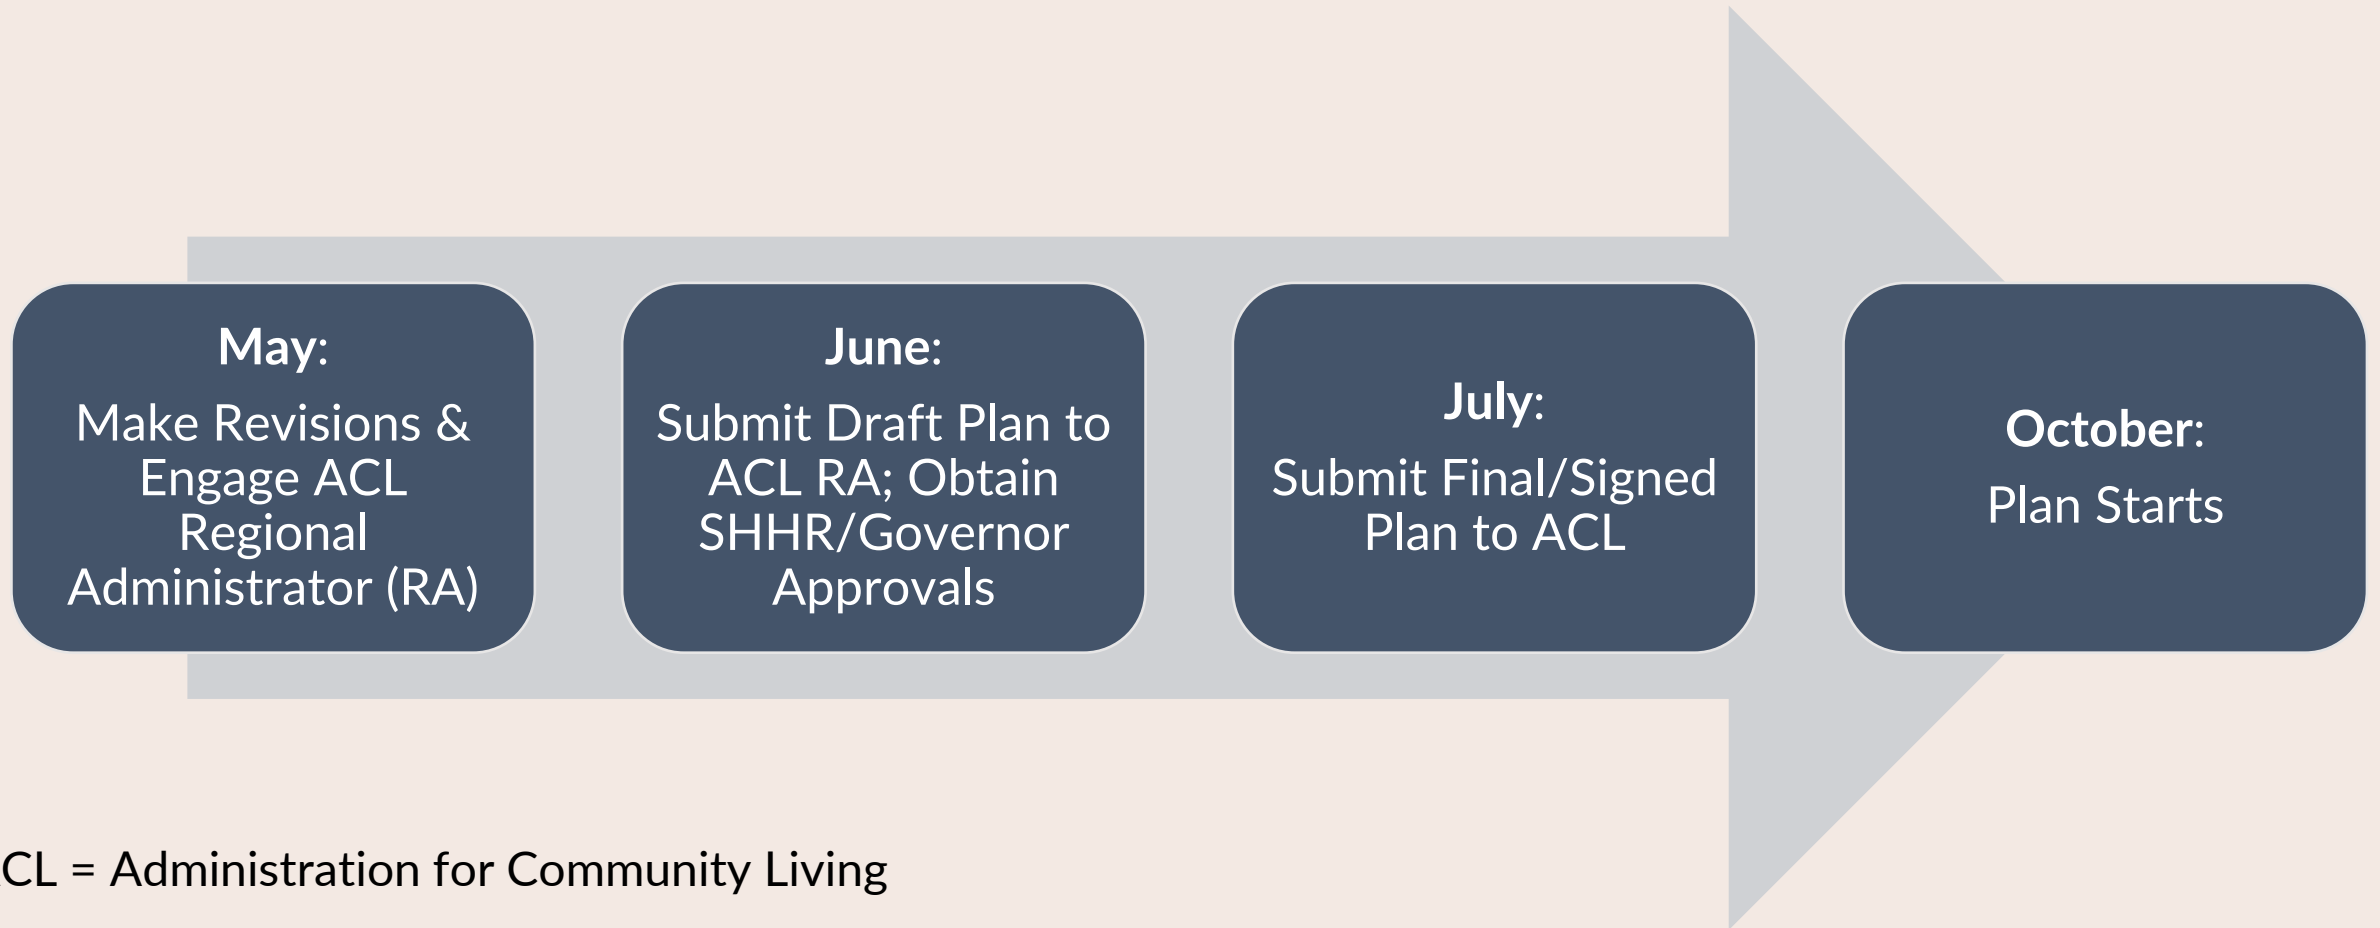 May:
Make Revisions &
Engage ACL
Regional
Administrator (RA)
June:
Submit Draft Plan to
ACL RA; Obtain
SHHR/Governor
Approvals
July:
Submit Final/Signed
Plan to ACL
October:
Plan Starts
CL = Administration for Community Living